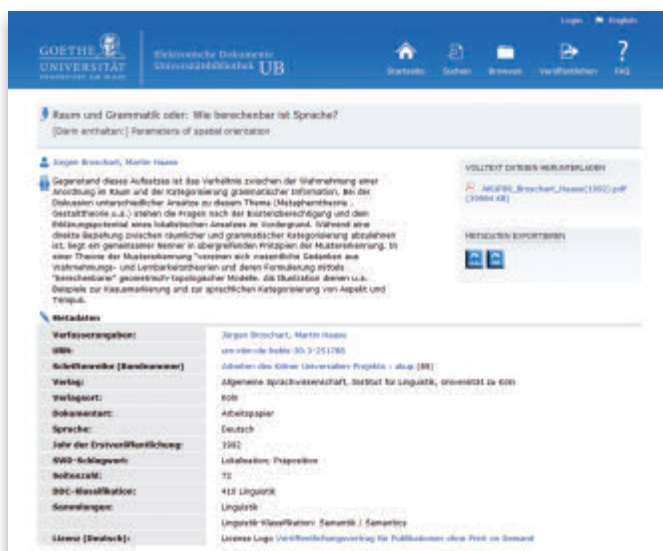 Login English
GOETHE UNIVERSITÄT
FRANKFURT AM MAIN
Elektronische Dokumente
Universitätsbibliothek UB
Startseite Suchen Browsen Veröffentlichen FAQ
Raum und Grammatik oder: Wie berechenbar ist Sprache?
[Darin enthalten:] Parameters of spatial orientation
Jürgen Broschart, Martin Haase
Gegenstand dieses Aufsatzes ist das Verhältnis zwischen der Wahrnehmung einer
Anordnung im Raum und der Kategorisierung grammatischer Information. Bei der
Diskussion unterschiedlicher Ansätze zu diesem Thema (Metapherntheorie,
Gestalttheorie u.a.) stehen die Fragen nach der Existenzberechtigung und dem
Erklärungspotential eines lokalistischen Ansatzes im Vordergrund. Während eine
direkte Beziehung zwischen räumlicher und grammatischer Kategorisierung abzulehnen
ist, liegt ein gemeinsamer Nenner in übergreifenden Prinzipien der Mustererkennung. In
einer Theorie der Mustererkennung "vereinen sich wesentliche Gedanken aus
Wahrnehmungs- und Lernbarkeitstheorien und deren Formulierung mittels
"berechenbarer" geometrisch-topologischer Modelle. Als Illustration dienen u.a.
Beispiele zur Kasusmarkierung und zur sprachlichen Kategorisierung von Aspekt und
Tempus.
VOLLTEXT DATEIEN HERUNTERLADEN
AKUP88_Broschart_Haase(1992).pdf
METADATEN EXPORTIEREN
Metadaten
Verfasserangaben: Jürgen Broschart, Martin Haase
URN:
Schriftenreihe (Bandnummer) Arbeiten des Kölner Universalien-Projekts : akup (88)
Verlag: Allgemeine Sprachwissenschaft, Institut für Linguistik, Universität zu Köln
Verlagsort: Köln
Dokumentart: Arbeitspapier
Sprache: Deutsch
Jahr der Erstveröffentlichung: 1992
SWD-Schlagwort: Lokalisation; Präposition
Seitenzahl: 72
DDC-Klassifikation: 410 Linguistik
Sammlungen: Linguistik
Linguistik-Klassifikation: Semantik / Semantics
Lizenz (Deutsch): License Logo Veröffentlichungsvertrag für Publikationen ohne Print on Demand